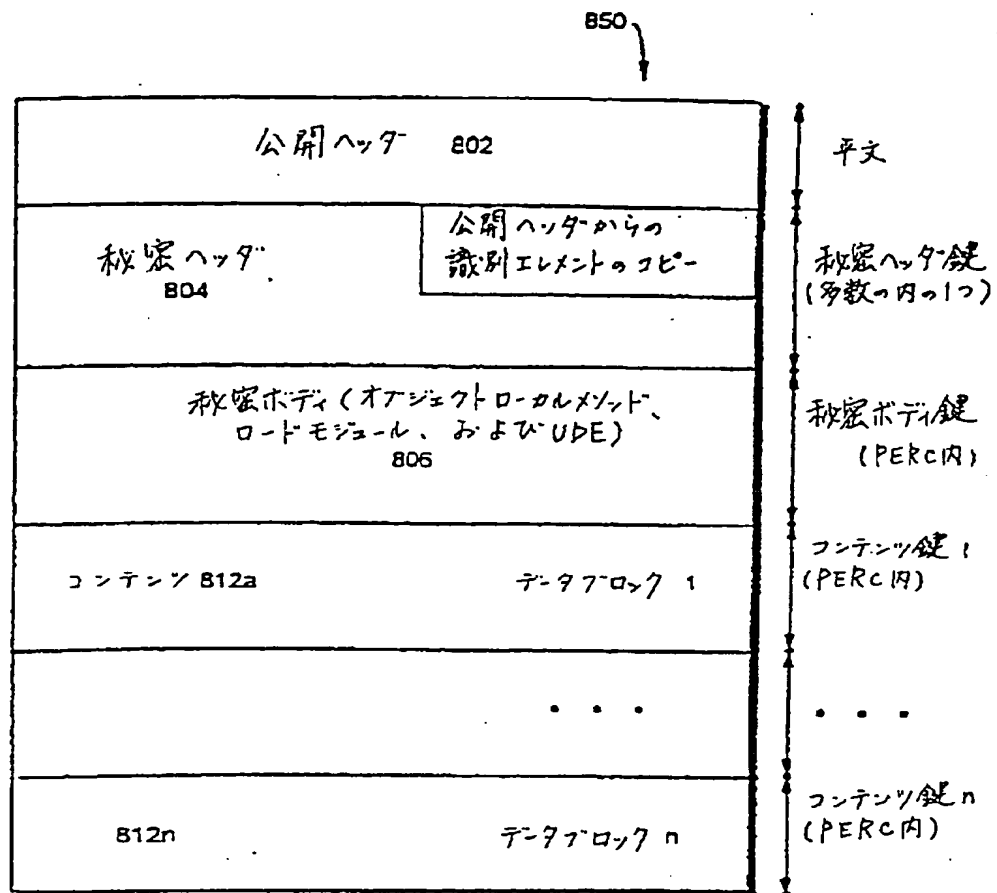 850
公開ヘッダ 802
平文
秘密ヘッダ
804
公開ヘッダからの
識別エレメントのコピー
秘密ヘッダ鍵
(多数の内の1つ)
秘密ボディ(オブジェクトローカルメソッド、
ロードモジュール、およびUDE)
806
秘密ボディ鍵
(PERC内)
コンテンツ 812a
データブロック 1
コンテンツ鍵 1
(PERC内)
• • •
• • •
812n
データブロック n
コンテンツ鍵 n
(PERC内)